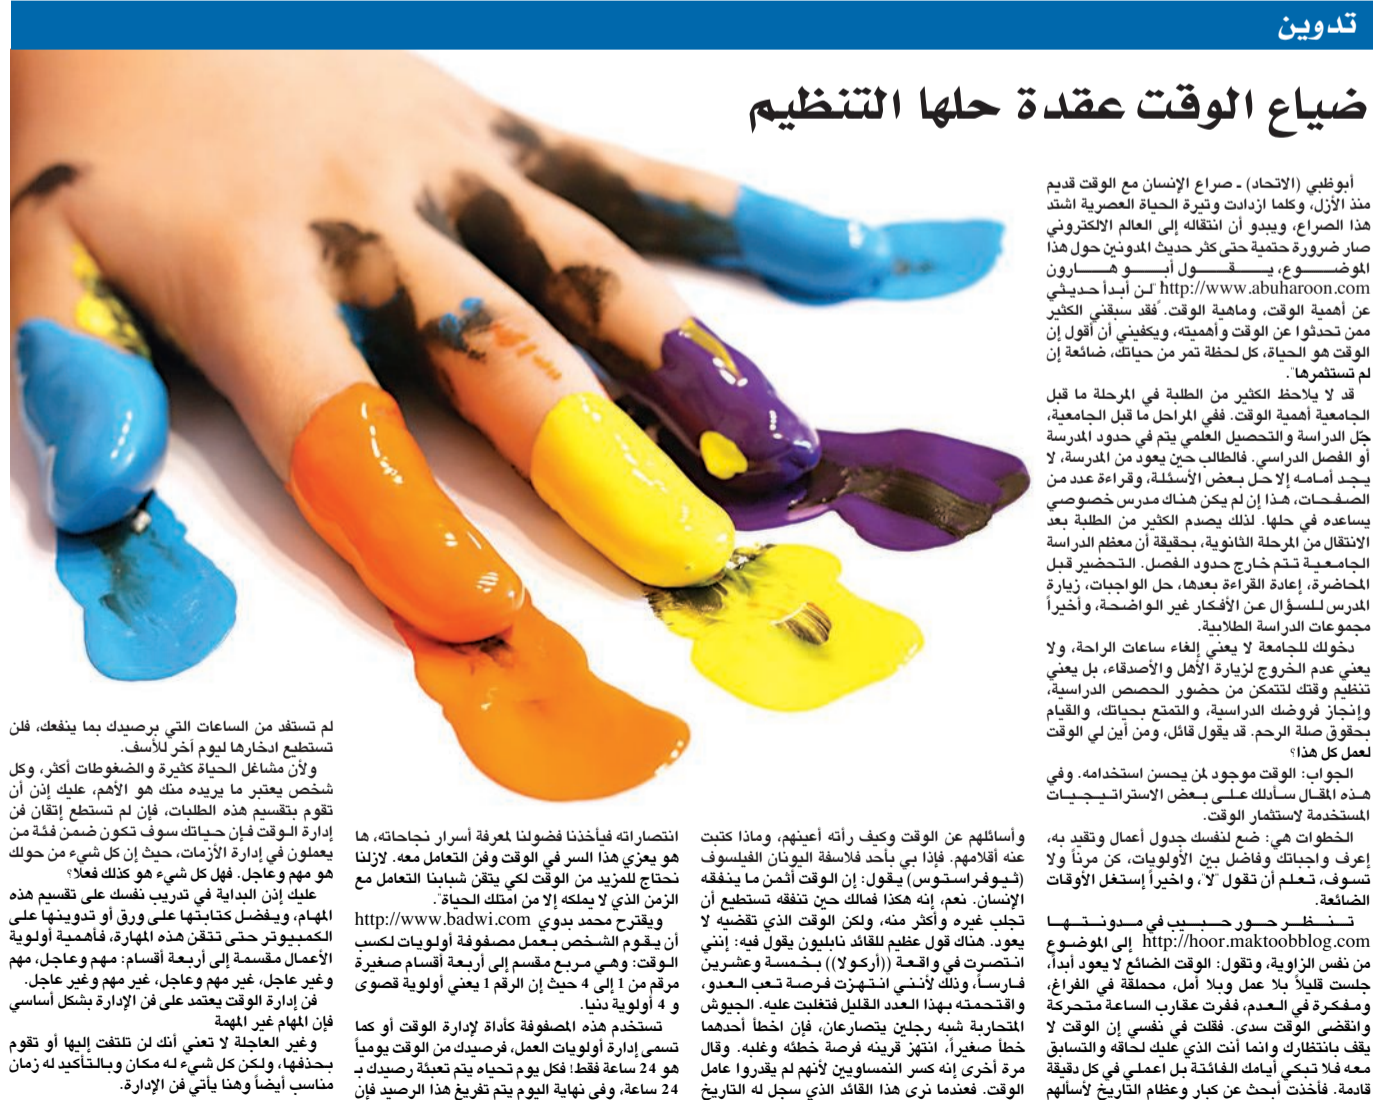 تدوين
ضياع الوقت عقدة حلها التنظيم
أبوظبي (الاتحاد) ـ صراع الإنسان مع الوقت قديم
منذ الأزل، وكلما ازدادت وتيرة الحياة العصرية اشتد
هذا الصراع، ويبدو أن انتقاله إلى العالم الالكتروني
صار ضرورة حتمية حتى كثر حديث المدونين حول هذا
الموضوع، يقول أبو هارون
http://www.abuharoon.com "لن أبدأ حديثي
عن أهمية الوقت، وماهية الوقت. فقد سبقني الكثير
ممن تحدثوا عن الوقت وأهميته، ويكفيني أن أقول إن
الوقت هو الحياة، كل لحظة تمر من حياتك، ضائعة إن
لم تستثمرها".
قد لا يلاحظ الكثير من الطلبة في المرحلة ما قبل
الجامعية أهمية الوقت. ففي المراحل ما قبل الجامعية،
جّل الدراسة والتحصيل العلمي يتم في حدود المدرسة
أو الفصل الدراسي. فالطالب حين يعود من المدرسة، لا
يجد أمامه إلا حل بعض الأسئلة، وقراءة عدد من
الصفحات، هذا إن لم يكن هناك مدرس خصوصي
يساعده في حلها. لذلك يصدم الكثير من الطلبة بعد
الانتقال من المرحلة الثانوية، بحقيقة أن معظم الدراسة
الجامعية تتم خارج حدود الفصل. التحضير قبل
المحاضرة، إعادة القراءة بعدها، حل الواجبات، زيارة
المدرس للسؤال عن الأفكار غير الواضحة، وأخيراً
مجموعات الدراسة الطلابية.
دخولك للجامعة لا يعني إلغاء ساعات الراحة، ولا
يعني عدم الخروج لزيارة الأهل والأصدقاء، بل يعني
تنظيم وقتك لتتمكن من حضور الحصص الدراسية،
وإنجاز فروضك الدراسية، والتمتع بحياتك، والقيام
بحقوق صلة الرحم. قد يقول قائل، ومن أين لي الوقت
لعمل كل هذا؟
الجواب: الوقت موجود لمن يحسن استخدامه. وفي
هذه المقال سأدلك على بعض الاستراتيجيات
المستخدمة لاستثمار الوقت.
الخطوات هي: ضع لنفسك جدول أعمال وتقيد به،
إعرف واجباتك وفاضل بين الأولويات، كن مرناً ولا
تسوف، تعلم أن تقول "لا"، واخيراً إستغل الأوقات
الضائعة.
تنظر حور حبيب في مدونتها
http://hoor.maktoobblog.com إلى الموضوع
من نفس الزاوية، وتقول: الوقت الضائع لا يعود أبداً،
جلست قليلاً بلا عمل وبلا أمل، محملقة في الفراغ،
ومفكرة في العدم، ففرت عقارب الساعة متحركة
وانقضى الوقت سدى. فقلت في نفسي إن الوقت لا
يقف بانتظارك وانما أنت الذي عليك لحاقه والتسابق
معه فلا تبكي أيامك الفائتة بل اعملي في كل دقيقة
قادمة. فأخذت أبحث عن كبار وعظام التاريخ لأسألهم
وأسائلهم عن الوقت وكيف رأته أعينهم، وماذا كتبت
عنه أقلامهم. فإذا بي بأحد فلاسفة اليونان الفيلسوف
(ثيوفراستوس) يقول: إن الوقت أثمن ما ينفقه
الإنسان. نعم، إنه هكذا فمالك حين تنفقه تستطيع أن
تجلب غيره وأكثر منه، ولكن الوقت الذي تقضيه لا
يعود. هناك قول عظيم للقائد نابليون يقول فيه: إنني
انتصرت في واقعة ((أركولا)) بخمسة وعشرين
فارساً، وذلك لأنني انتهزت فرصة تعب العدو،
واقتحمته بهذا العدد القليل فتغلبت عليه. الجيوش
المتحاربة شبه رجلين يتصارعان، فإن اخطأ أحدهما
خطأ صغيراً، انتهز قرينه فرصة خطئه وغلبه. وقال
مرة أخرى إنه كسر النمساويين لأنهم لم يقدروا عامل
الوقت. فعندما نرى هذا القائد الذي سجل له التاريخ
انتصاراته فيأخذنا فضولنا لمعرفة أسرار نجاحاته، ها
هو يعزي هذا السر في الوقت وفن التعامل معه. لازلنا
نحتاج للمزيد من الوقت لكي يتقن شبابنا التعامل مع
الزمن الذي لا يملكه إلا من امتلك الحياة".
ويقترح محمد بدوي http://www.badwi.com
أن يقوم الشخص بعمل مصفوفة أولويات لكسب
الوقت: وهي مربع مقسم إلى أربعة أقسام صغيرة
مرقم من 1 إلى 4 حيث إن الرقم 1 يعني أولوية قصوى
و 4 أولوية دنيا.
تستخدم هذه المصفوفة كأداة لإدارة الوقت أو كما
تسمى إدارة أولويات العمل، فرصيدك من الوقت يومياً
هو 24 ساعة فقط! فكل يوم تحياه يتم تعبئة رصيدك بـ
24 ساعة، وفي نهاية اليوم يتم تفريغ هذا الرصيد فإن
لم تستفد من الساعات التي برصيدك بما ينفعك، فلن
تستطيع ادخارها ليوم آخر للأسف.
ولأن مشاغل الحياة كثيرة والضغوطات أكثر، وكل
شخص يعتبر ما يريده منك هو الأهم، عليك إذن أن
تقوم بتقسيم هذه الطلبات، فإن لم تستطع إتقان فن
إدارة الوقت فإن حياتك سوف تكون ضمن فئة من
يعملون في إدارة الأزمات، حيث إن كل شيء من حولك
هو مهم وعاجل. فهل كل شيء هو كذلك فعلاً؟
عليك إذن البداية في تدريب نفسك على تقسيم هذه
المهام، ويفضل كتابتها على ورق أو تدوينها على
الكمبيوتر حتى تتقن هذه المهارة، فأهمية أولوية
الأعمال مقسمة إلى أربعة أقسام: مهم وعاجل، مهم
وغير عاجل، غير مهم وعاجل، غير مهم وغير عاجل.
فن إدارة الوقت يعتمد على فن الإدارة بشكل أساسي
فإن المهام غير المهمة
وغير العاجلة لا تعني أنك لن تلتفت إليها أو تقوم
بحذفها، ولكن كل شيء له مكان وبالتأكيد له زمان
مناسب أيضاً وهنا يأتي فن الإدارة.